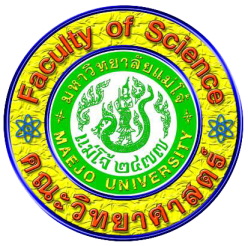 Faculty of Science
มหาวิทยาลัยแม่โจ้
แม่โจ้ ๒๔๗๗
MAEJO UNIVERSITY
คณะวิทยาศาสตร์